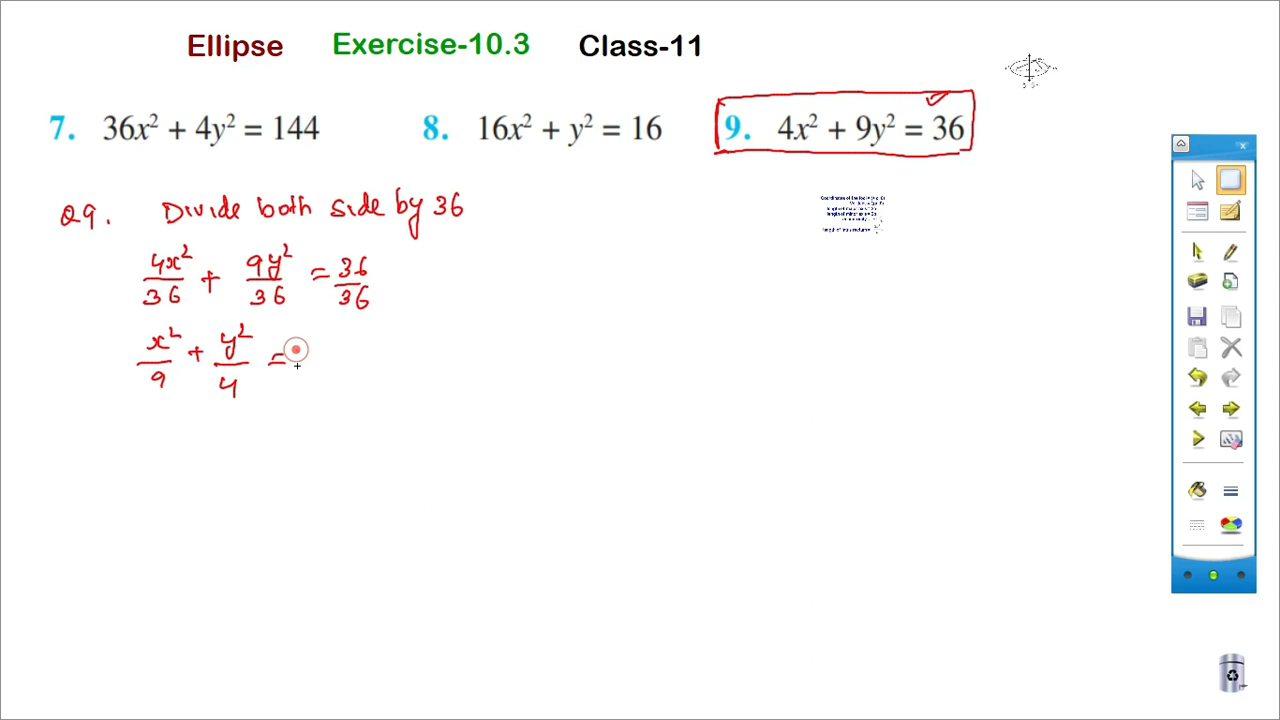 Ellipse Exercise-10.3 Class-11
7. 36x² + 4y² = 144 8. 16x² + y² = 16 9. 4x² + 9y² = 36
Q9. Divide both side by 36
4x²/36 + 9y²/36 = 36/36
x²/9 + y²/4 =